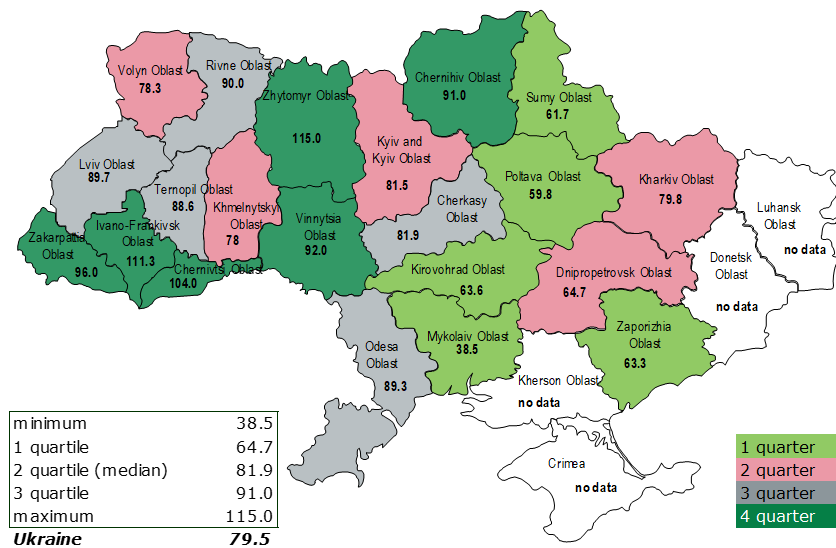 Volyn Oblast
78.3
Rivne Oblast
90.0
Zhytomyr Oblast
115.0
Chernihiv Oblast
91.0
Sumy Oblast
61.7
Kyiv and
Kyiv Oblast
81.5
Lviv Oblast
89.7
Ternopil Oblast
88.6
Khmelnytskyi
Oblast
78
Poltava Oblast
59.8
Kharkiv Oblast
79.8
Luhansk
Oblast
no data
Cherkasy
Oblast
81.9
Zakarpattia
Oblast
96.0
Ivano-Frankivsk
Oblast
111.3
Chernivtsi Oblast
104.0
Vinnytsia
Oblast
92.0
Kirovohrad Oblast
63.6
Dnipropetrovsk Oblast
64.7
Donetsk
Oblast
no data
Odesa
Oblast
89.3
Mykolaiv Oblast
38.5
Zaporizhia
Oblast
63.3
Kherson Oblast
no data
Crimea
no data
minimum 38.5
1 quartile 64.7
2 quartile (median) 81.9
3 quartile 91.0
maximum 115.0
Ukraine 79.5
1 quarter
2 quarter
3 quarter
4 quarter